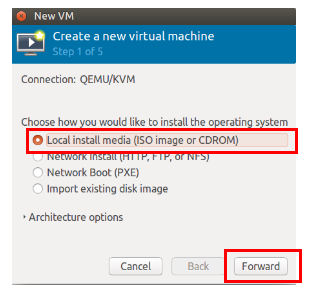 New VM
Create a new virtual machine
Step 1 of 5
Connection: QEMU/KVM
Choose how you would like to install the operating system
Local install media (ISO image or CDROM)
Network Install (HTTP, FTP, or NFS)
Network Boot (PXE)
Import existing disk image
Architecture options
Cancel Back Forward